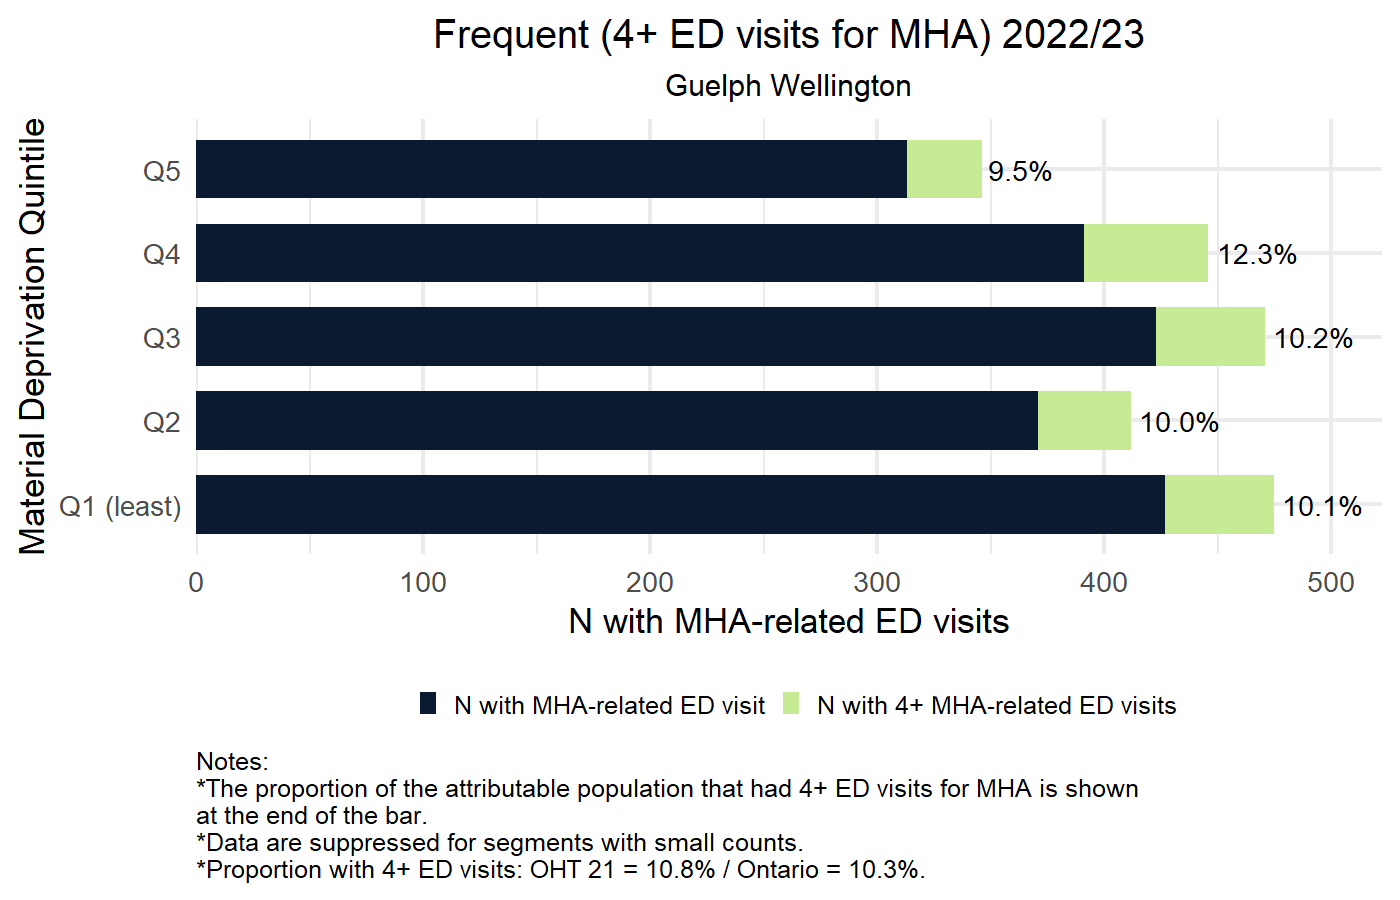 Frequent (4+ ED visits for MHA) 2022/23
Guelph Wellington
Material Deprivation Quintile
Q5
9.5%
Q4
12.3%
Q3
10.2%
Q2
10.0%
Q1 (least)
10.1%
0 100 200 300 400 500
N with MHA-related ED visits
N with MHA-related ED visit N with 4+ MHA-related ED visits
Notes:
*The proportion of the attributable population that had 4+ ED visits for MHA is shown
at the end of the bar.
*Data are suppressed for segments with small counts.
*Proportion with 4+ ED visits: OHT 21 = 10.8% / Ontario = 10.3%.